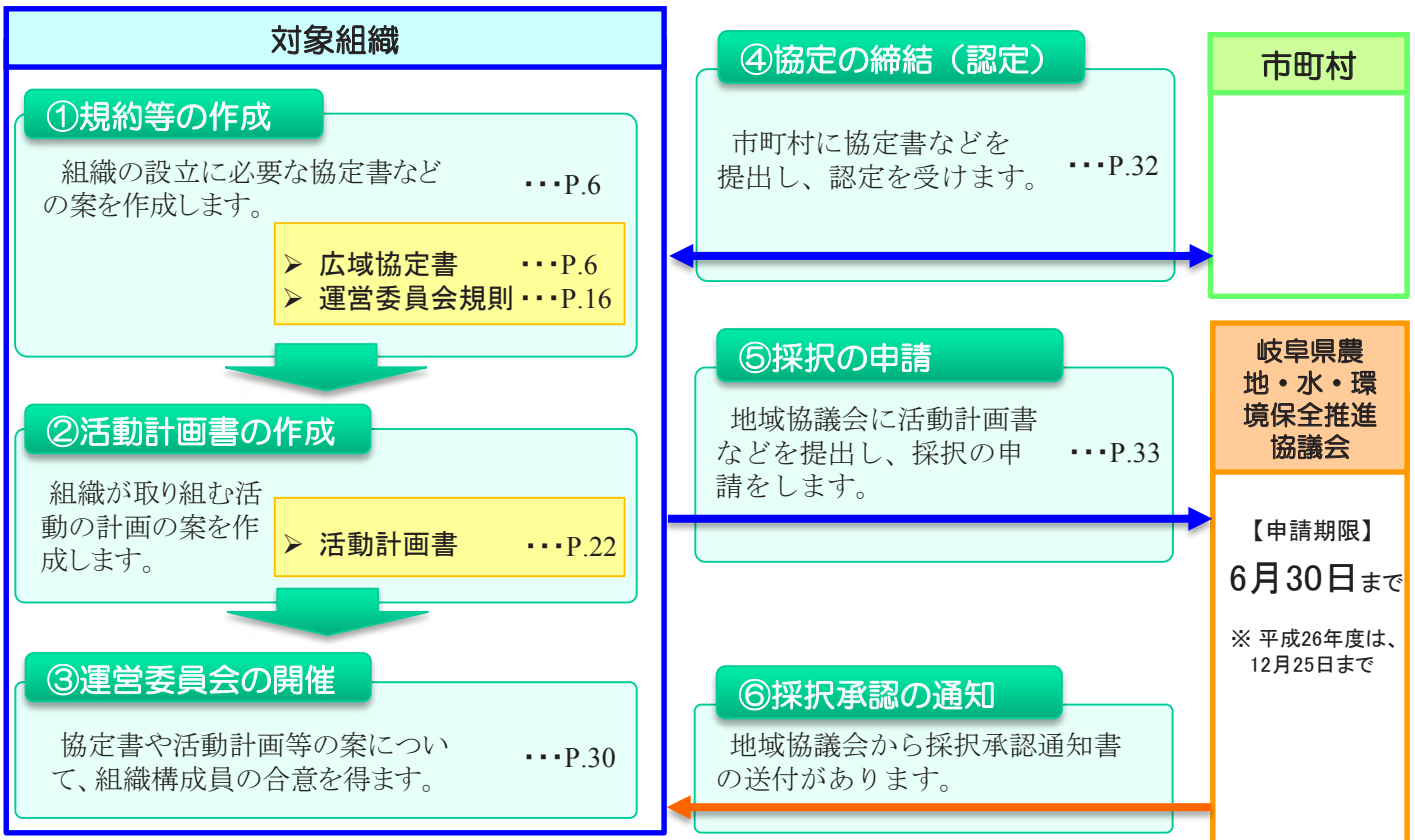 対象組織
①規約等の作成
組織の設立に必要な協定書など
の案を作成します。
・・・P.6
➢ 広域協定書 ・・・P.6
➢ 運営委員会規則・・・P.16
②活動計画書の作成
組織が取り組む活
動の計画の案を作
成します。
➢ 活動計画書 ・・・P.22
③運営委員会の開催
協定書や活動計画等の案につい
て、組織構成員の合意を得ます。
・・・P.30
④協定の締結（認定）
市町村に協定書などを
提出し、認定を受けます。
・・・P.32
⑤採択の申請
地域協議会に活動計画書
などを提出し、採択の申
請をします。
・・・P.33
⑥採択承認の通知
地域協議会から採択承認通知書
の送付があります。
市町村
岐阜県農
地・水・環
境保全推進
協議会
【申請期限】
6月30日まで
※ 平成26年度は、
12月25日まで